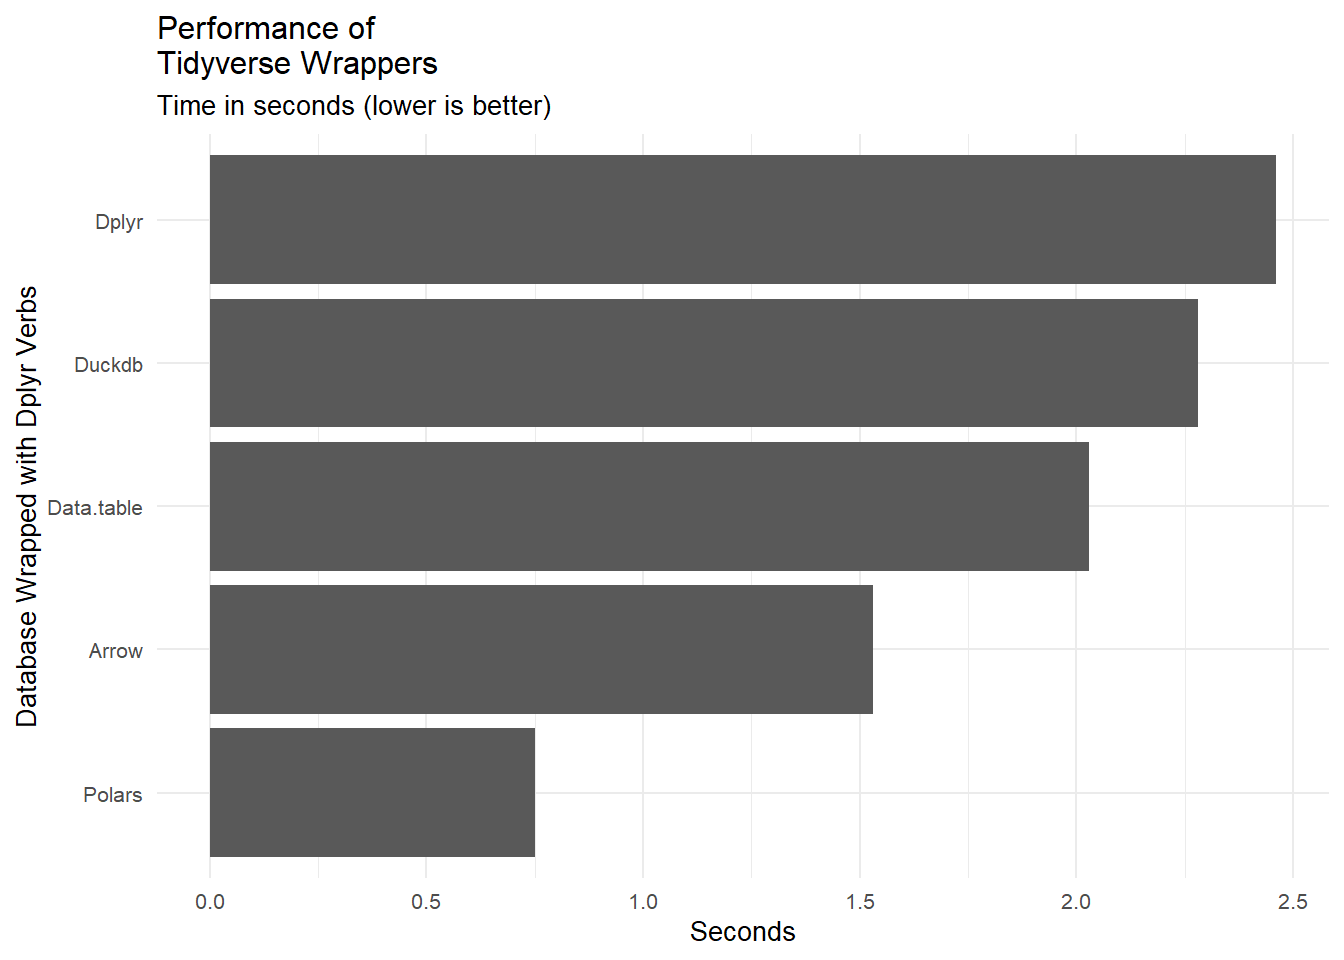 Performance of
Tidyverse Wrappers
Time in seconds (lower is better)
Database Wrapped with Dplyr Verbs
Dplyr
Duckdb
Data.table
Arrow
Polars
0.0 0.5 1.0 1.5 2.0 2.5
Seconds